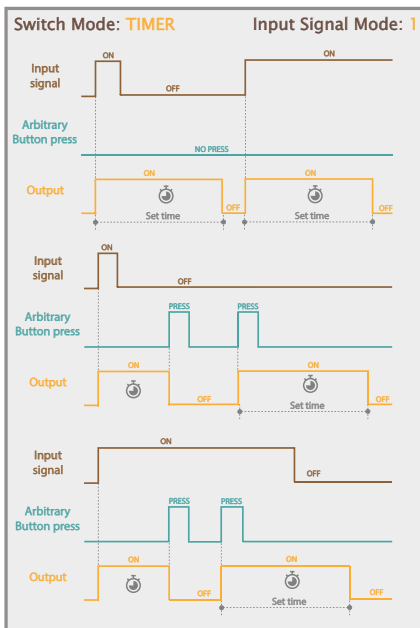 Switch Mode: TIMER Input Signal Mode: 1
ON
ON
Input
signal
OFF
Arbitrary
Button press
NO PRESS
ON
ON
Output
OFF
OFF
Set time
Set time
ON
Input
signal
OFF
PRESS
PRESS
Arbitrary
Button press
ON
ON
Output
OFF
OFF
Set time
ON
Input
signal
OFF
PRESS
PRESS
Arbitrary
Button press
ON
ON
Output
OFF
OFF
Set time